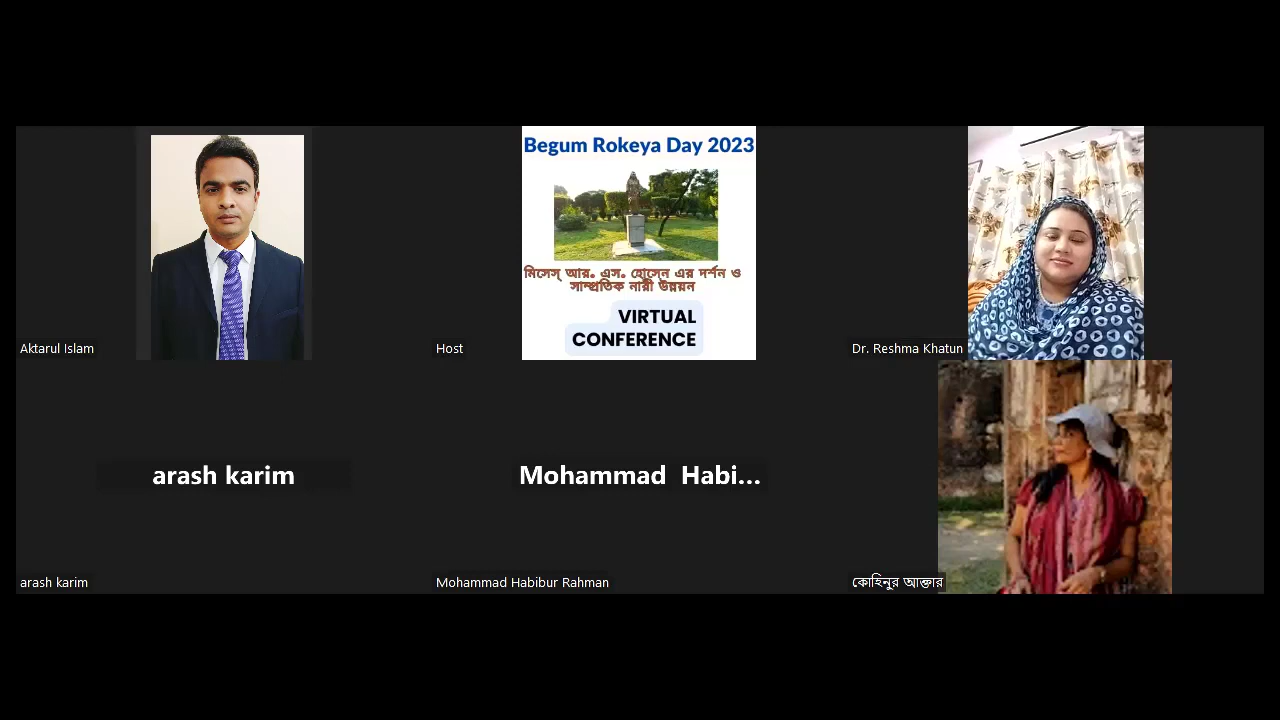 Begum Rokeya Day 2023
মিসেস্ আর. এস. হোসেন এর দর্শন ও
সাম্প্রতিক নারী উন্নয়ন
VIRTUAL
CONFERENCE
Aktarul Islam
Host
Dr. Reshma Khatun
arash karim
Mohammad Habi...
arash karim
Mohammad Habibur Rahman
কোহিনুর আক্তার